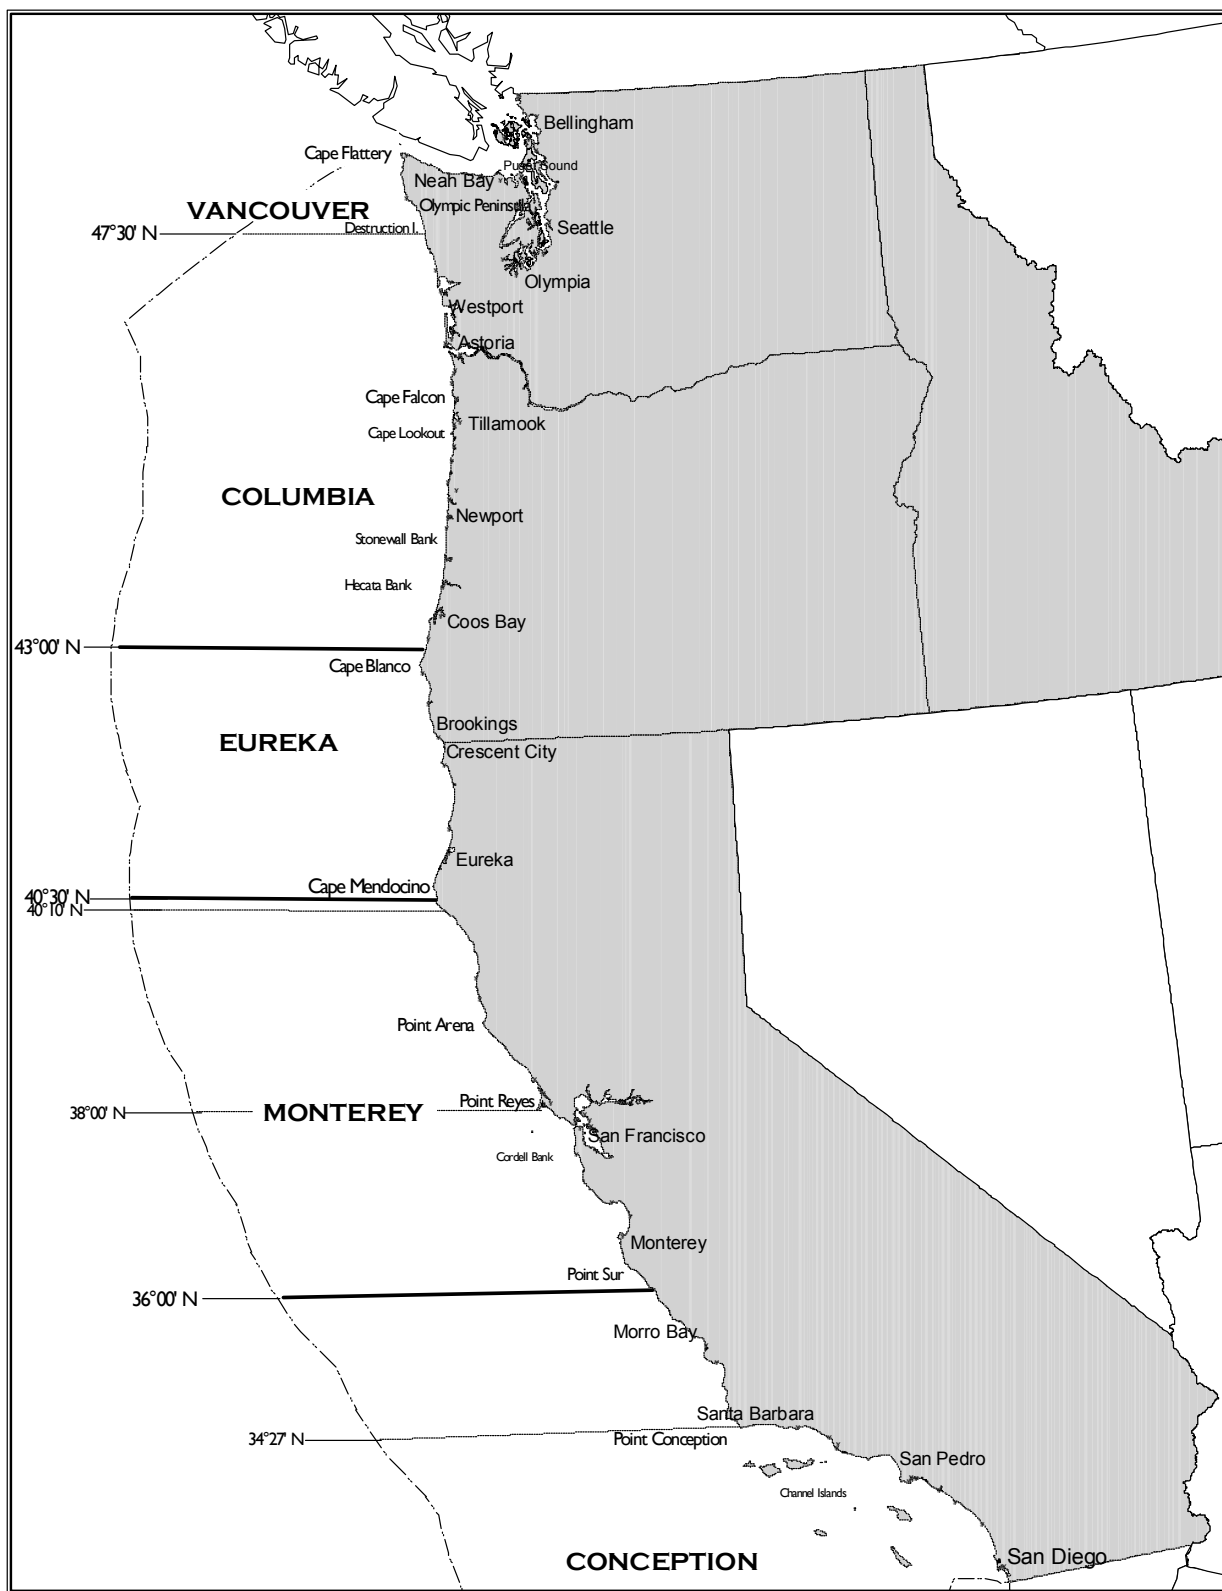 Bellingham
Cape Flattery
Puget Sound
Neah Bay
Olympic Peninsula
VANCOUVER
Destruction I.
Seattle
47°30' N
Olympia
Westport
Astoria
Cape Falcon
Tillamook
Cape Lookout
COLUMBIA
Newport
Stonewall Bank
Hecata Bank
Coos Bay
43°00' N
Cape Blanco
Brookings
EUREKA
Crescent City
Eureka
Cape Mendocino
40°30' N
40°10' N
Point Arena
Point Reyes
38°00' N
MONTEREY
San Francisco
Cordell Bank
Monterey
Point Sur
36°00' N
Morro Bay
Santa Barbara
34°27' N
Point Conception
San Pedro
Channel Islands
CONCEPTION
San Diego